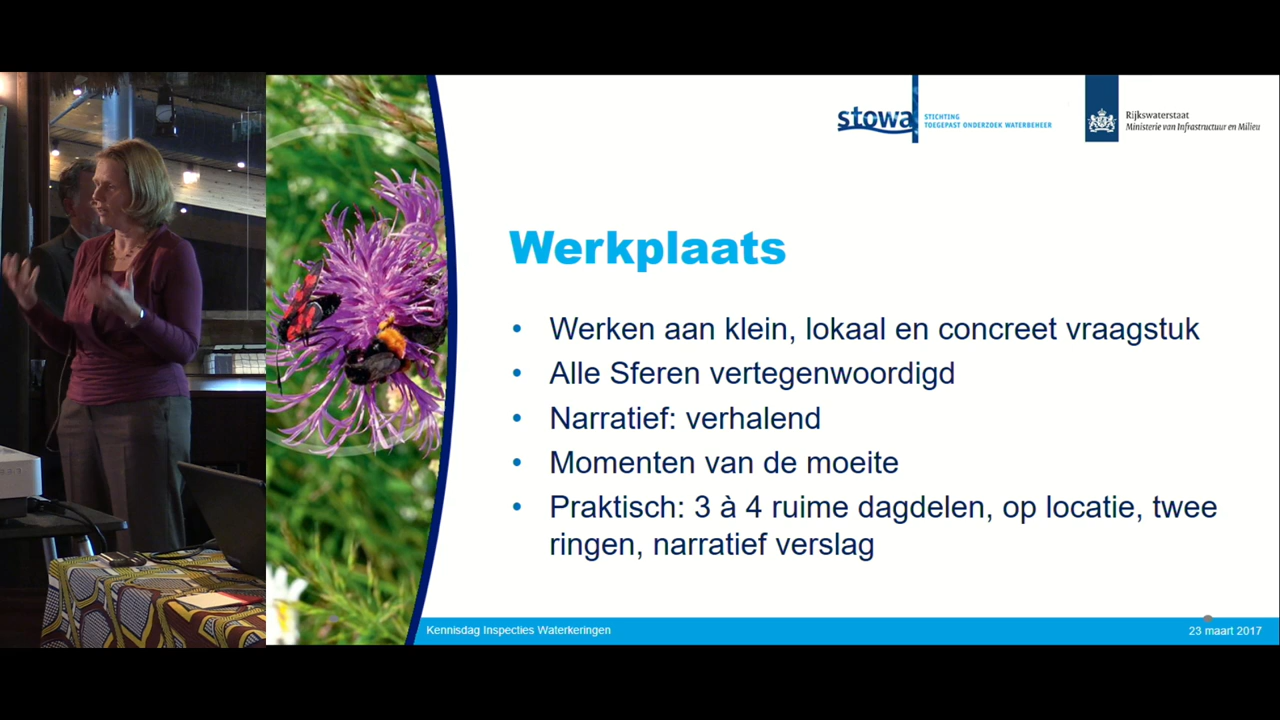 stowa
STICHTING
TOEGEPAST ONDERZOEK WATERBEHEER
Rijkswaterstaat
Ministerie van Infrastructuur en Milieu
Werkplaats
• Werken aan klein, lokaal en concreet vraagstuk
• Alle Sferen vertegenwoordigd
• Narratief: verhalend
• Momenten van de moeite
• Praktisch: 3 à 4 ruime dagdelen, op locatie, twee
ringen, narratief verslag
Kennisdag Inspecties Waterkeringen
23 maart 2017